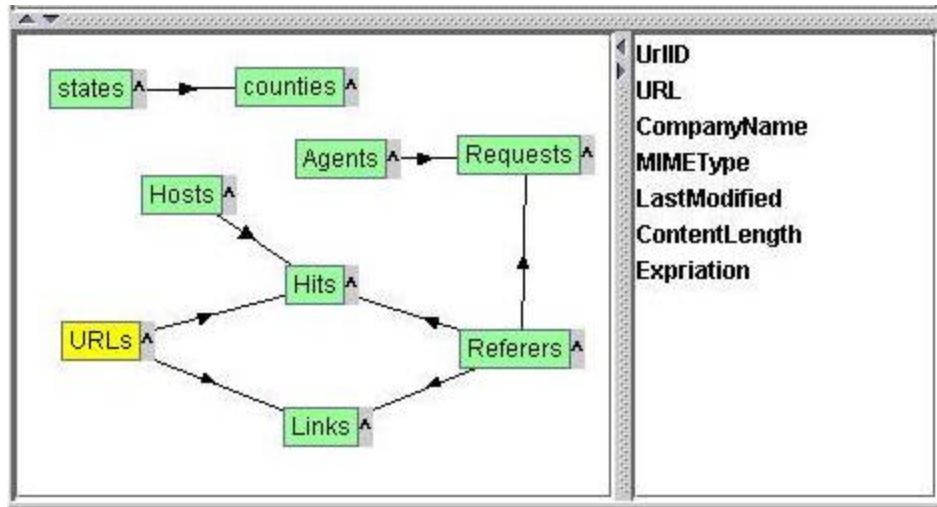 states ^
counties ^
Agents ^
Requests ^
Hosts ^
Hits ^
URLs ^
Referers ^
Links ^
UrlID
URL
CompanyName
MIMEType
LastModified
ContentLength
Expriation